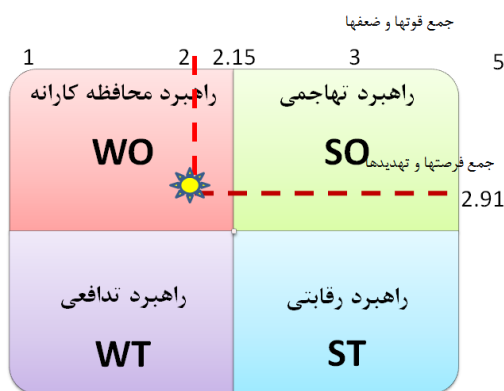 جمع قوتها و ضعفها
1 2 2.15 3 5
راهبرد محافظه کارانه
WO
راهبرد تهاجمی
SO
جمع فرصتها و تهدیدها
2.91
راهبرد تدافعی
WT
راهبرد رقابتی
ST